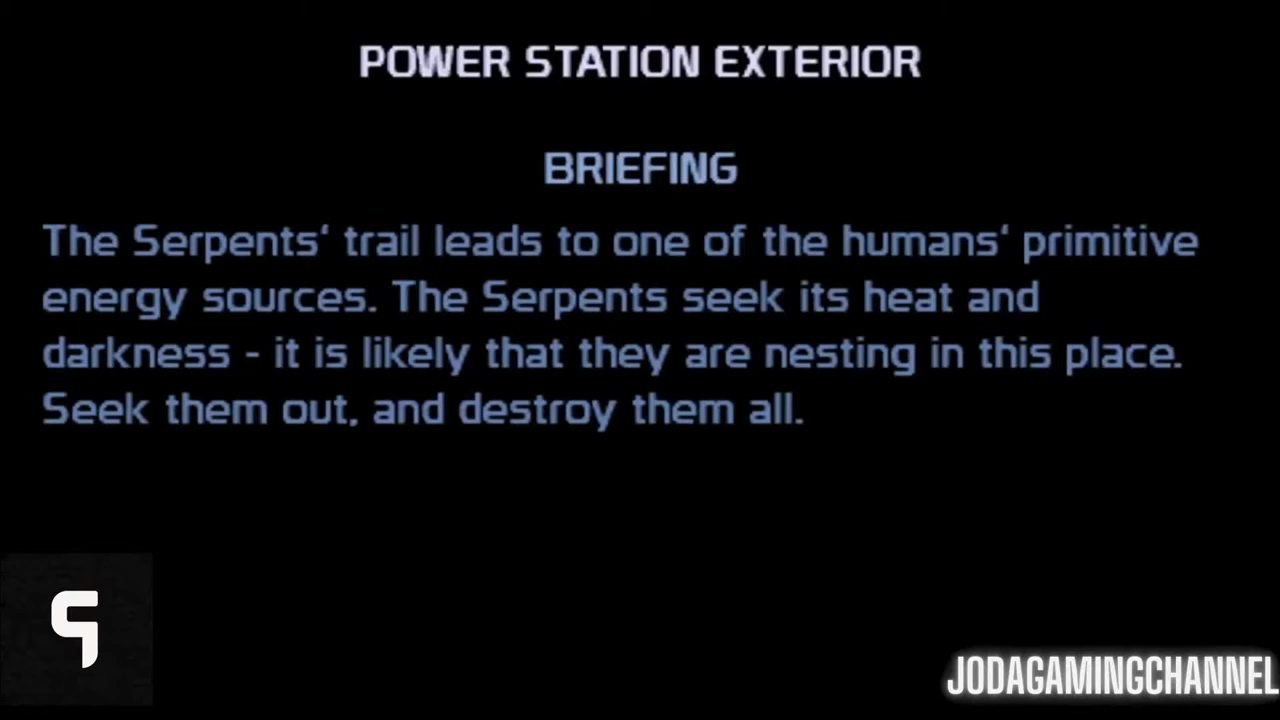 POWER STATION EXTERIOR
BRIEFING
The Serpents‘ trail leads to one of the humans‘ primitive
energy sources. The Serpents seek its heat and
darkness - it is likely that they are nesting in this place.
Seek them out, and destroy them all.
JODAGAMINGCHANNEL